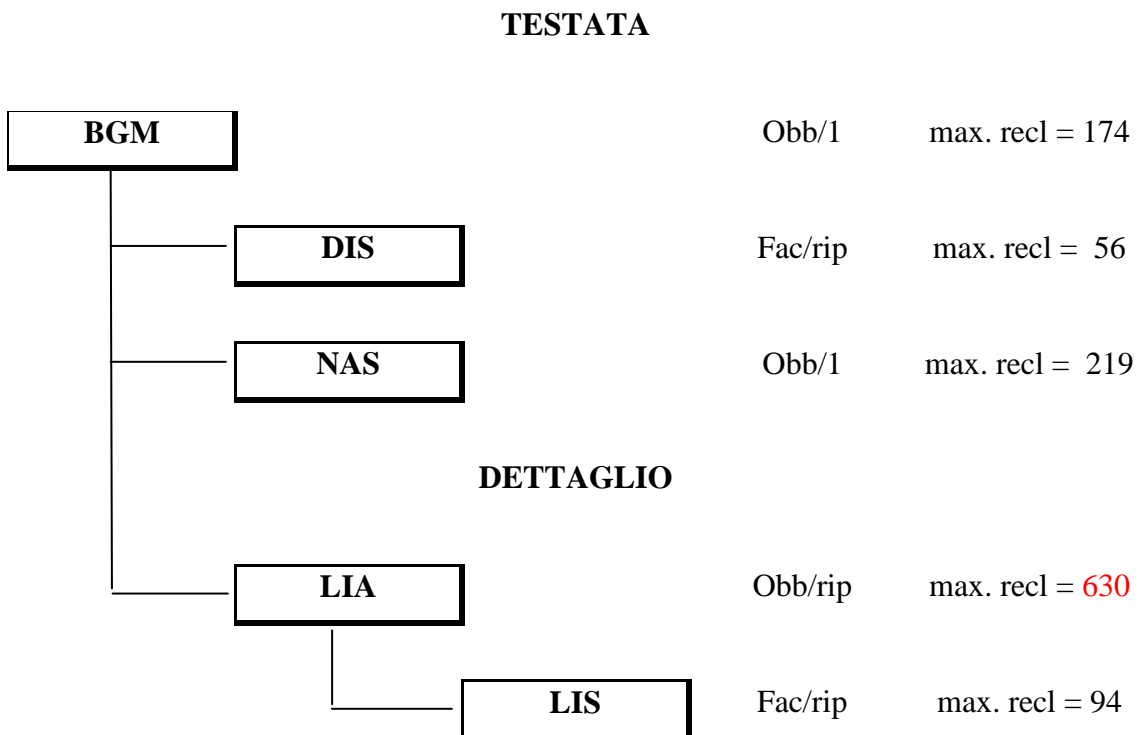 TESTATA
BGM Obb/1 max. recl = 174
DIS Fac/rip max. recl = 56
NAS Obb/1 max. recl = 219
DETTAGLIO
LIA Obb/rip max. recl = 630
LIS Fac/rip max. recl = 94